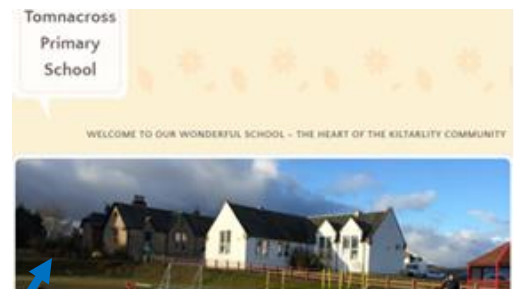 Tomnacross
Primary
School
WELCOME TO OUR WONDERFUL SCHOOL – THE HEART OF THE KILTARLITY COMMUNITY